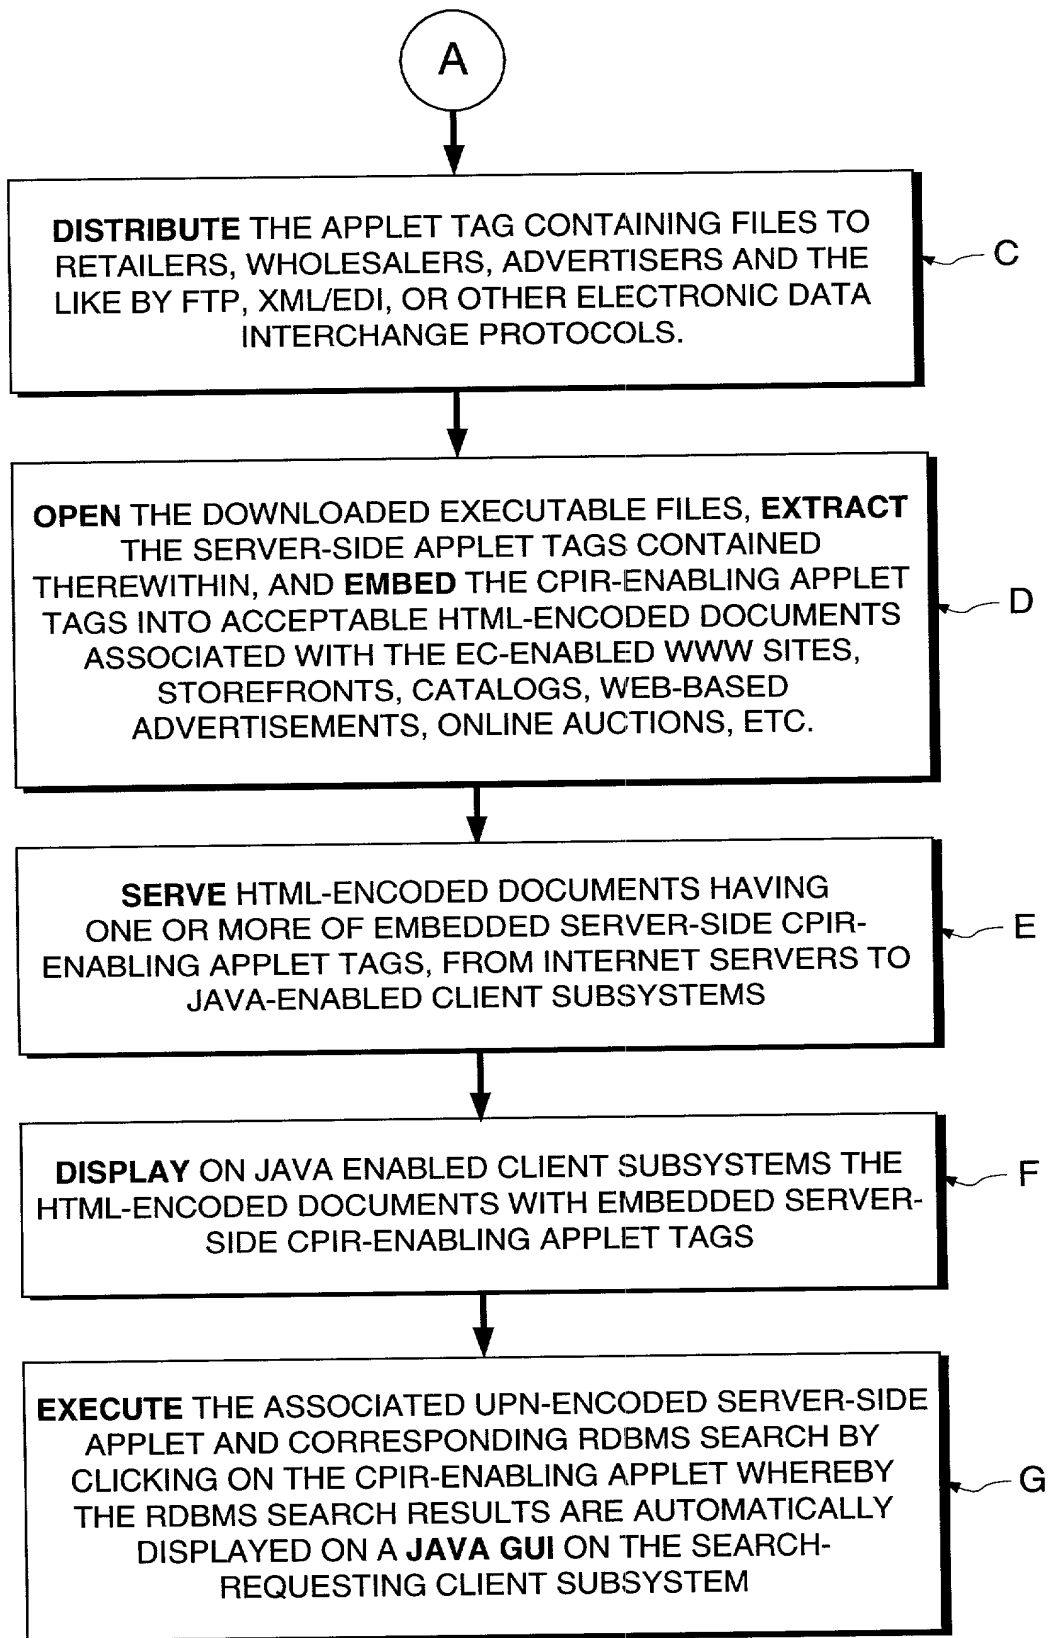 A
DISTRIBUTE THE APPLET TAG CONTAINING FILES TO
RETAILERS, WHOLESALERS, ADVERTISERS AND THE
LIKE BY FTP, XML/EDI, OR OTHER ELECTRONIC DATA
INTERCHANGE PROTOCOLS.
C
OPEN THE DOWNLOADED EXECUTABLE FILES, EXTRACT
THE SERVER-SIDE APPLET TAGS CONTAINED
THEREWITHIN, AND EMBED THE CPIR-ENABLING APPLET
TAGS INTO ACCEPTABLE HTML-ENCODED DOCUMENTS
ASSOCIATED WITH THE EC-ENABLED WWW SITES,
STOREFRONTS, CATALOGS, WEB-BASED
ADVERTISEMENTS, ONLINE AUCTIONS, ETC.
D
SERVE HTML-ENCODED DOCUMENTS HAVING
ONE OR MORE OF EMBEDDED SERVER-SIDE CPIR-
ENABLING APPLET TAGS, FROM INTERNET SERVERS TO
JAVA-ENABLED CLIENT SUBSYSTEMS
E
DISPLAY ON JAVA ENABLED CLIENT SUBSYSTEMS THE
HTML-ENCODED DOCUMENTS WITH EMBEDDED SERVER-
SIDE CPIR-ENABLING APPLET TAGS
F
EXECUTE THE ASSOCIATED UPN-ENCODED SERVER-SIDE
APPLET AND CORRESPONDING RDBMS SEARCH BY
CLICKING ON THE CPIR-ENABLING APPLET WHEREBY
THE RDBMS SEARCH RESULTS ARE AUTOMATICALLY
DISPLAYED ON A JAVA GUI ON THE SEARCH-
REQUESTING CLIENT SUBSYSTEM
G